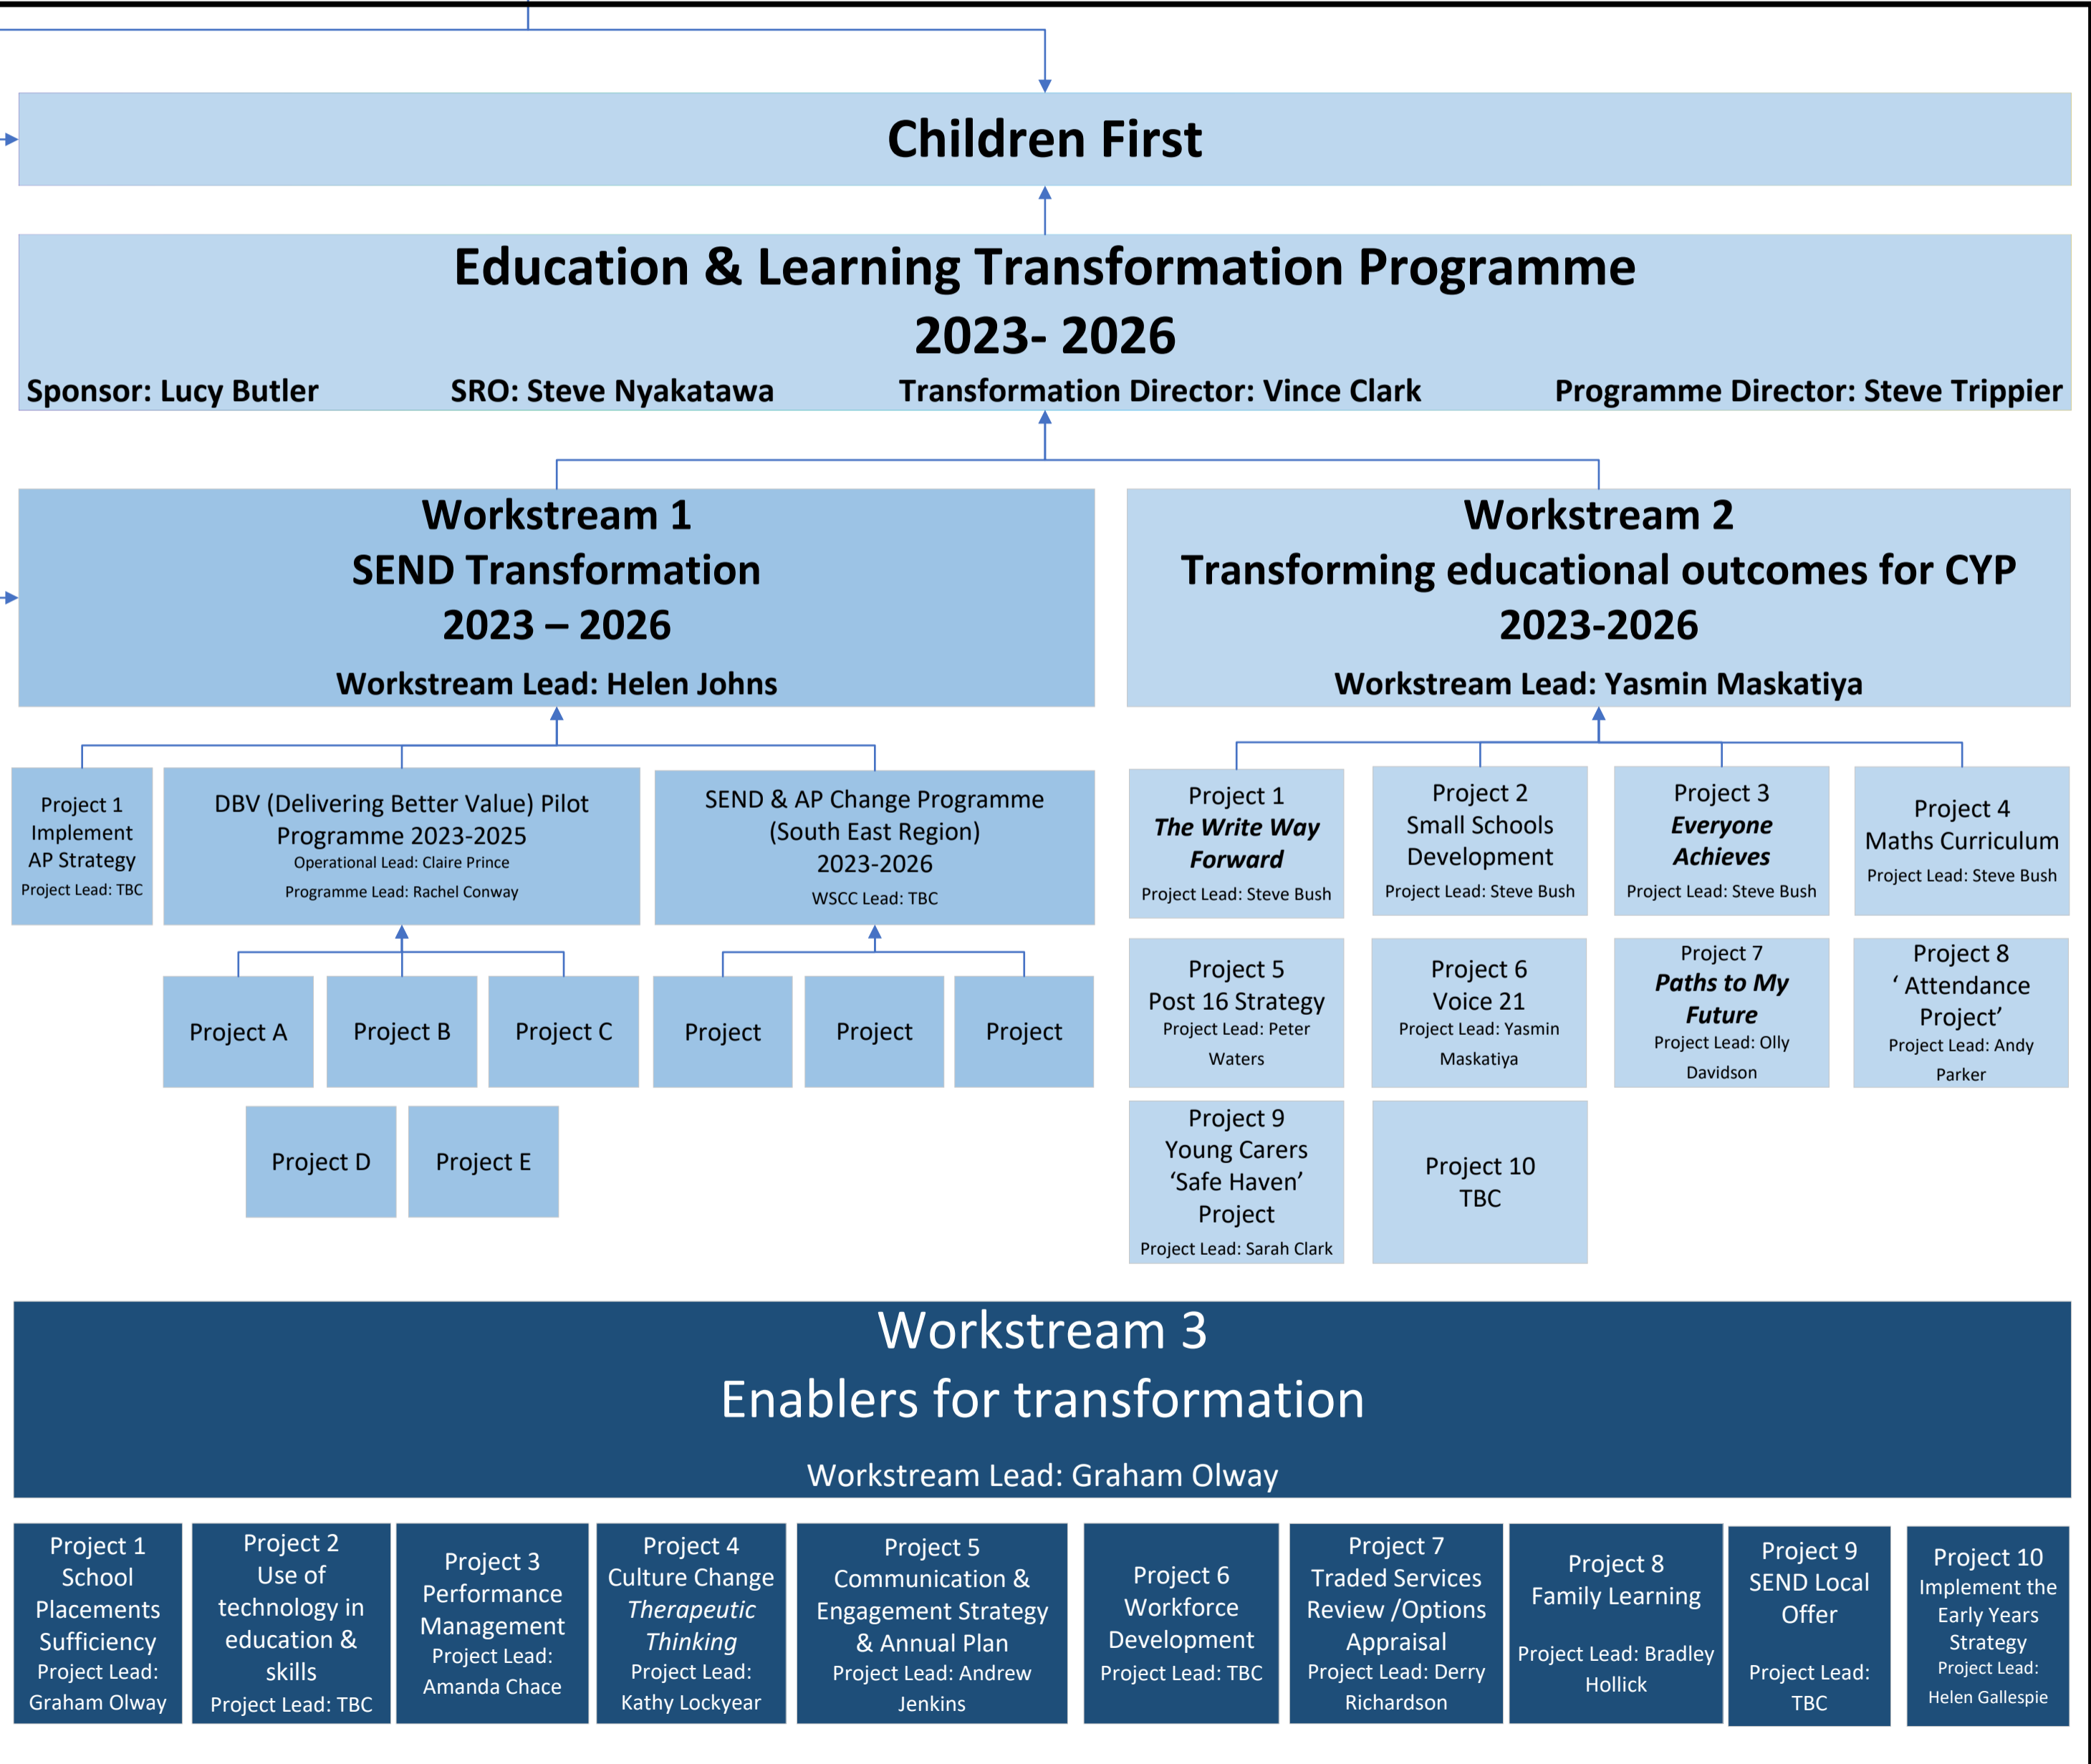 Children First
Education & Learning Transformation Programme
2023- 2026
Sponsor: Lucy Butler SRO: Steve Nyakatawa Transformation Director: Vince Clark Programme Director: Steve Trippier
Workstream 1
SEND Transformation
2023 – 2026
Workstream Lead: Helen Johns
Workstream 2
Transforming educational outcomes for CYP
2023-2026
Workstream Lead: Yasmin Maskatiya
Project 1
Implement
AP Strategy
Project Lead: TBC
DBV (Delivering Better Value) Pilot
Programme 2023-2025
Operational Lead: Claire Prince
Programme Lead: Rachel Conway
SEND & AP Change Programme
(South East Region)
2023-2026
WSCC Lead: TBC
Project A
Project B
Project C
Project
Project
Project
Project D
Project E
Project 1
The Write Way
Forward
Project Lead: Steve Bush
Project 2
Small Schools
Development
Project Lead: Steve Bush
Project 3
Everyone
Achieves
Project Lead: Steve Bush
Project 4
Maths Curriculum
Project Lead: Steve Bush
Project 5
Post 16 Strategy
Project Lead: Peter
Waters
Project 6
Voice 21
Project Lead: Yasmin
Maskatiya
Project 7
Paths to My
Future
Project Lead: Olly
Davidson
Project 8
‘ Attendance
Project’
Project Lead: Andy
Parker
Project 9
Young Carers
‘Safe Haven’
Project
Project Lead: Sarah Clark
Project 10
TBC
Workstream 3
Enablers for transformation
Workstream Lead: Graham Olway
Project 1
School
Placements
Sufficiency
Project Lead:
Graham Olway
Project 2
Use of
technology in
education &
skills
Project Lead: TBC
Project 3
Performance
Management
Project Lead:
Amanda Chace
Project 4
Culture Change
Therapeutic
Thinking
Project Lead:
Kathy Lockyear
Project 5
Communication &
Engagement Strategy
& Annual Plan
Project Lead: Andrew
Jenkins
Project 6
Workforce
Development
Project Lead: TBC
Project 7
Traded Services
Review /Options
Appraisal
Project Lead: Derry
Richardson
Project 8
Family Learning
Project Lead: Bradley
Hollick
Project 9
SEND Local
Offer
Project Lead:
TBC
Project 10
Implement the
Early Years
Strategy
Project Lead:
Helen Gallespie